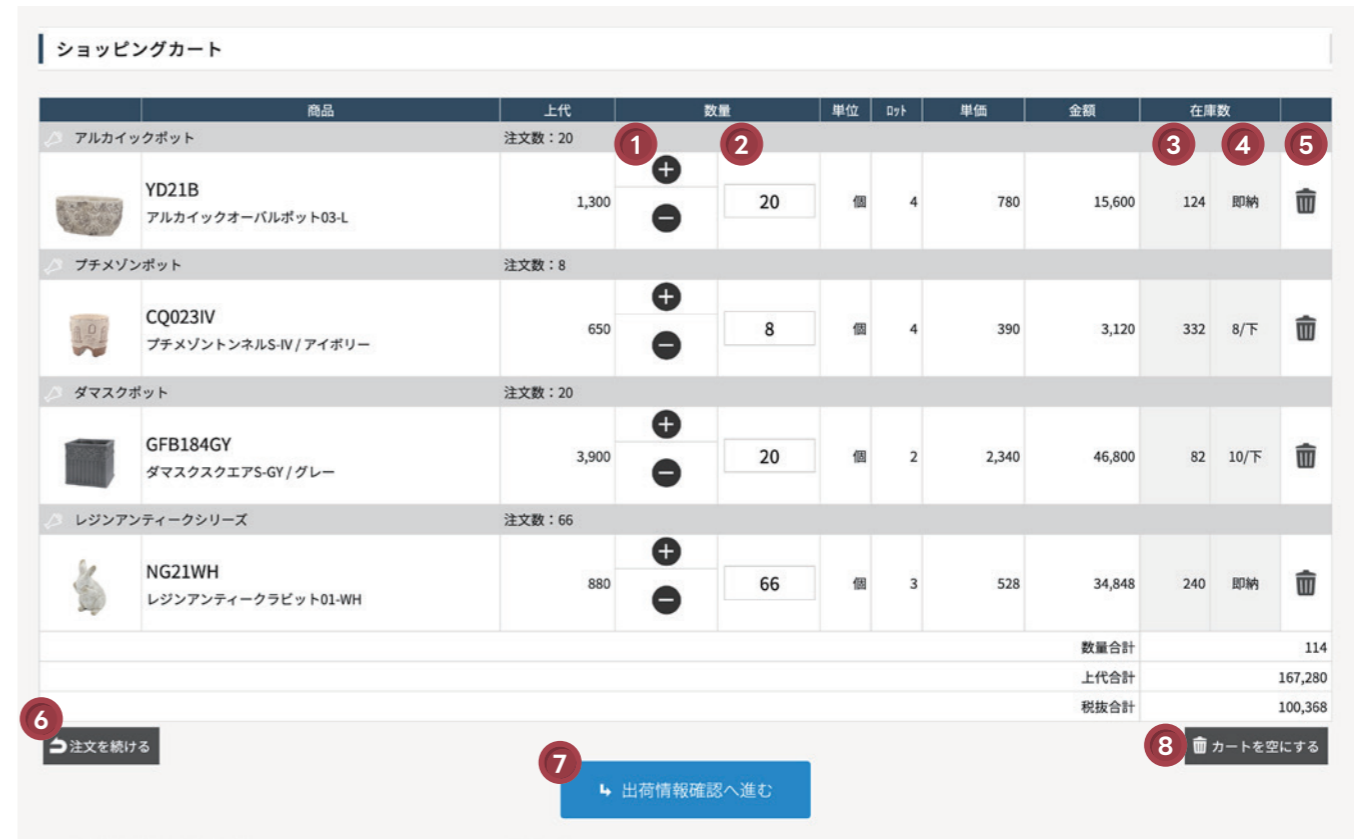 ショッピングカート
商品 上代 数量 単位 ﾛｯﾄ 単価 金額 在庫数
アルカイックポット 注文数：20
1 2 3 4 5
YD21B
アルカイックオーバルポット03-L
1,300 20 個 4 780 15,600 124 即納
プチメゾンポット 注文数：8
CQ023IV
プチメゾントンネルS-IV / アイボリー
650 8 個 4 390 3,120 332 8/下
ダマスクポット 注文数：20
GFB184GY
ダマスクスクエアS-GY / グレー
3,900 20 個 2 2,340 46,800 82 10/下
レジンアンティークシリーズ 注文数：66
NG21WH
レジンアンティークラビット01-WH
880 66 個 3 528 34,848 240 即納
数量合計 114
上代合計 167,280
税抜合計 100,368
6 注文を続ける
8 カートを空にする
7 出荷情報確認へ進む